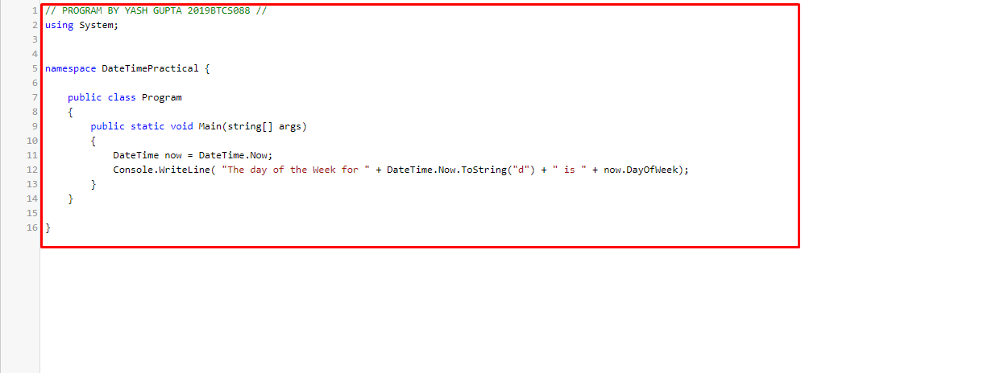 1 // PROGRAM BY YASH GUPTA 2019BTCS088 //
2 using System;
3
4
5 namespace DateTimePractical {
6
7     public class Program
8     {
9         public static void Main(string[] args)
10         {
11             DateTime now = DateTime.Now;
12             Console.WriteLine( "The day of the Week for " + DateTime.Now.ToString("d") + " is " + now.DayOfWeek);
13         }
14     }
15
16 }